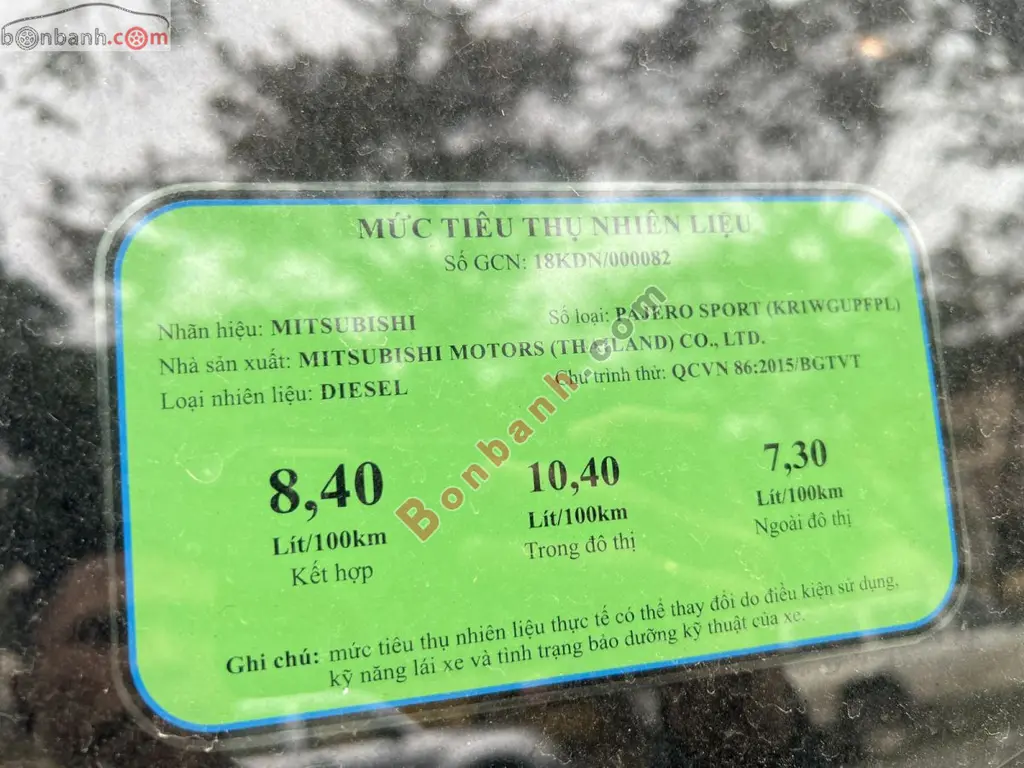 bonbanh.com
MỨC TIÊU THỤ NHIÊN LIỆU
Số GCN: 18KDN/000082
Nhãn hiệu: MITSUBISHI
Số loại: PAJERO SPORT (KR1WGUPFPL)
Nhà sản xuất: MITSUBISHI MOTORS (THAILAND) CO., LTD.
Loại nhiên liệu: DIESEL
Chu trình thử: QCVN 86:2015/BGTVT
8,40
Lít/100km
Kết hợp
10,40
Lít/100km
Trong đô thị
7,30
Lít/100km
Ngoài đô thị
Bonbanh.com
Ghi chú: mức tiêu thụ nhiên liệu thực tế có thể thay đổi do điều kiện sử dụng,
kỹ năng lái xe và tình trạng bảo dưỡng kỹ thuật của xe.